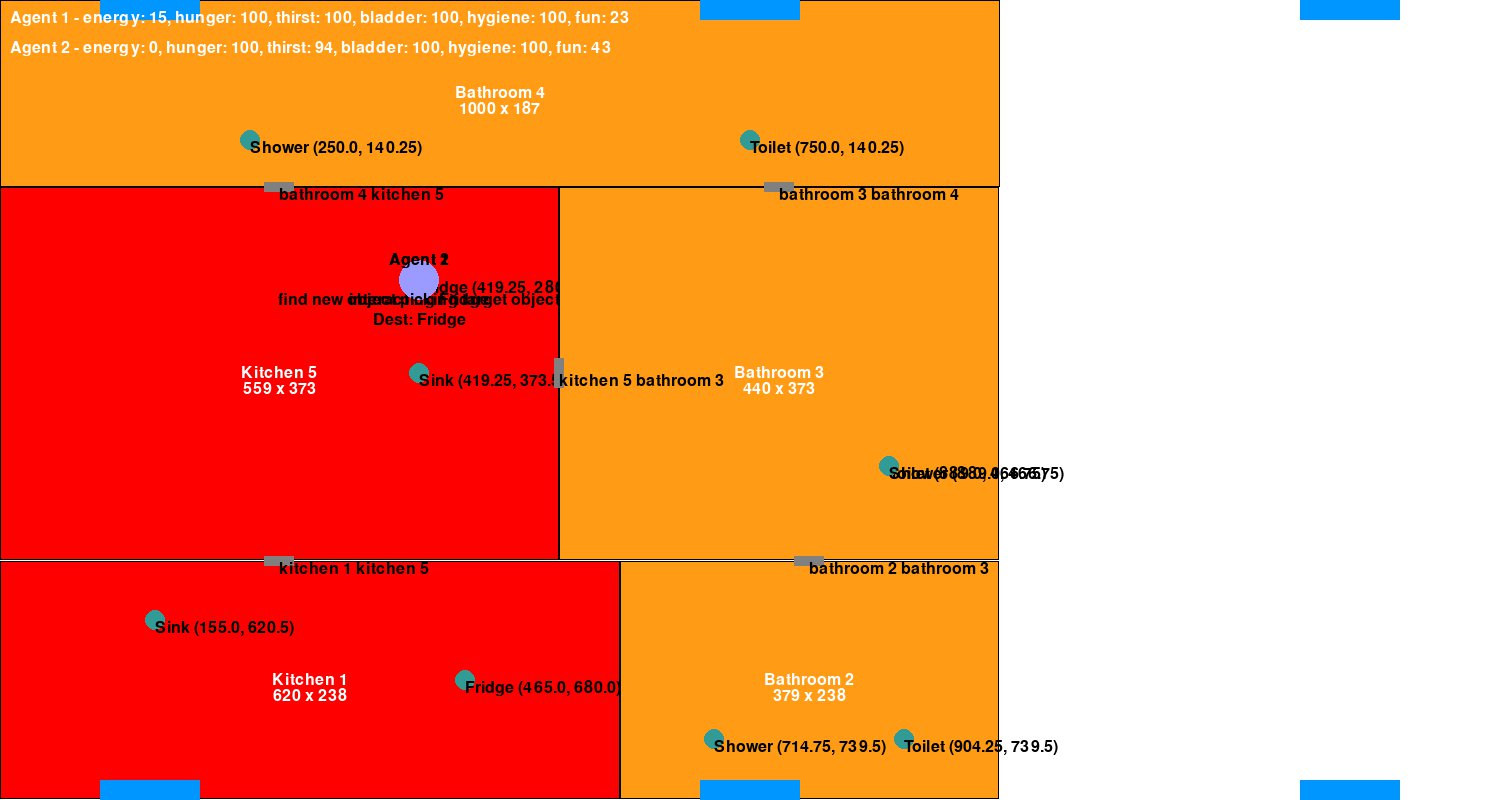 Agent 1 - energy: 15, hunger: 100, thirst: 100, bladder: 100, hygiene: 100, fun: 23
Agent 2 - energy: 0, hunger: 100, thirst: 94, bladder: 100, hygiene: 100, fun: 43
Bathroom 4
1000 x 187
Shower (250.0, 140.25)
Toilet (750.0, 140.25)
bathroom 4 kitchen 5
bathroom 3 bathroom 4
Agent
find new
target object
Dest: Fridge
Kitchen 5
559 x 373
Sink (419.25, 373.
kitchen 5 bathroom 3
Bathroom 3
440 x 373
kitchen 1 kitchen 5
bathroom 2 bathroom 3
Sink (155.0, 620.5)
Kitchen 1
620 x 238
Fridge (465.0, 680.0)
Bathroom 2
379 x 238
Shower (714.75, 739.5)
Toilet (904.25, 739.5)